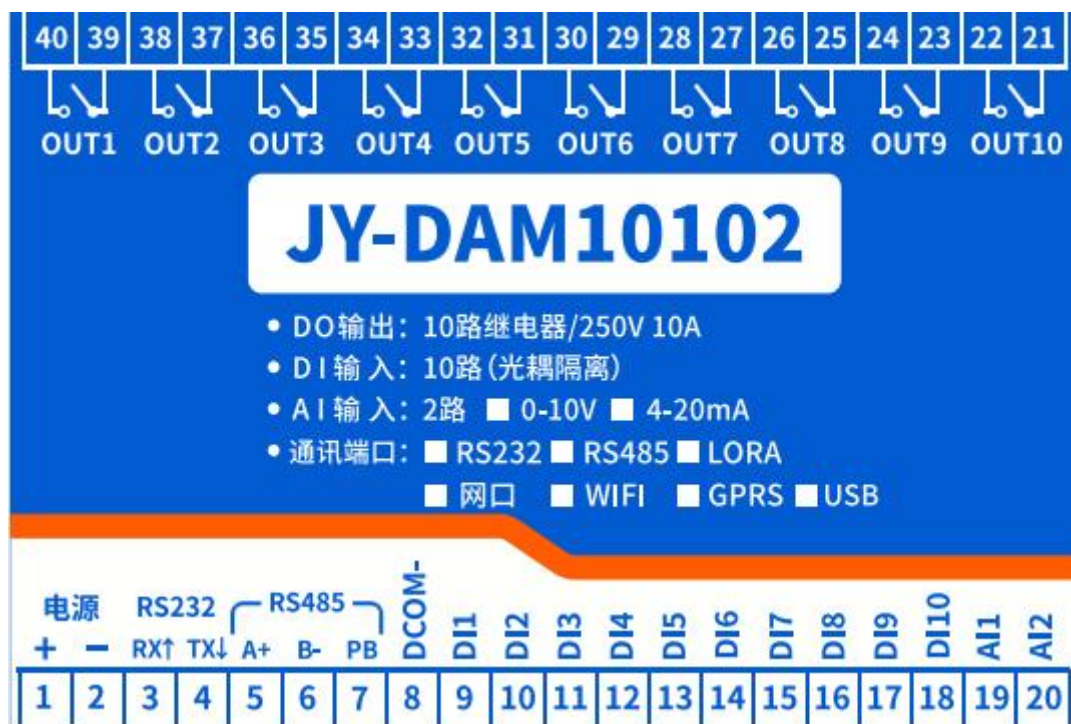 40 39 38 37 36 35 34 33 32 31 30 29 28 27 26 25 24 23 22 21
OUT1 OUT2 OUT3 OUT4 OUT5 OUT6 OUT7 OUT8 OUT9 OUT10
JY-DAM10102
• DO输出：10路继电器/250V 10A
• DI输入：10路(光耦隔离)
• AI输入：2路 ■ 0-10V ■ 4-20mA
• 通讯端口：■ RS232 ■ RS485 ■ LORA
■ 网口 ■ WIFI ■ GPRS ■ USB
电源 RS232 RS485
+ − RX↑ TX↓ A+ B- PB DCOM- DI1 DI2 DI3 DI4 DI5 DI6 DI7 DI8 DI9 DI10 AI1 AI2
1 2 3 4 5 6 7 8 9 10 11 12 13 14 15 16 17 18 19 20